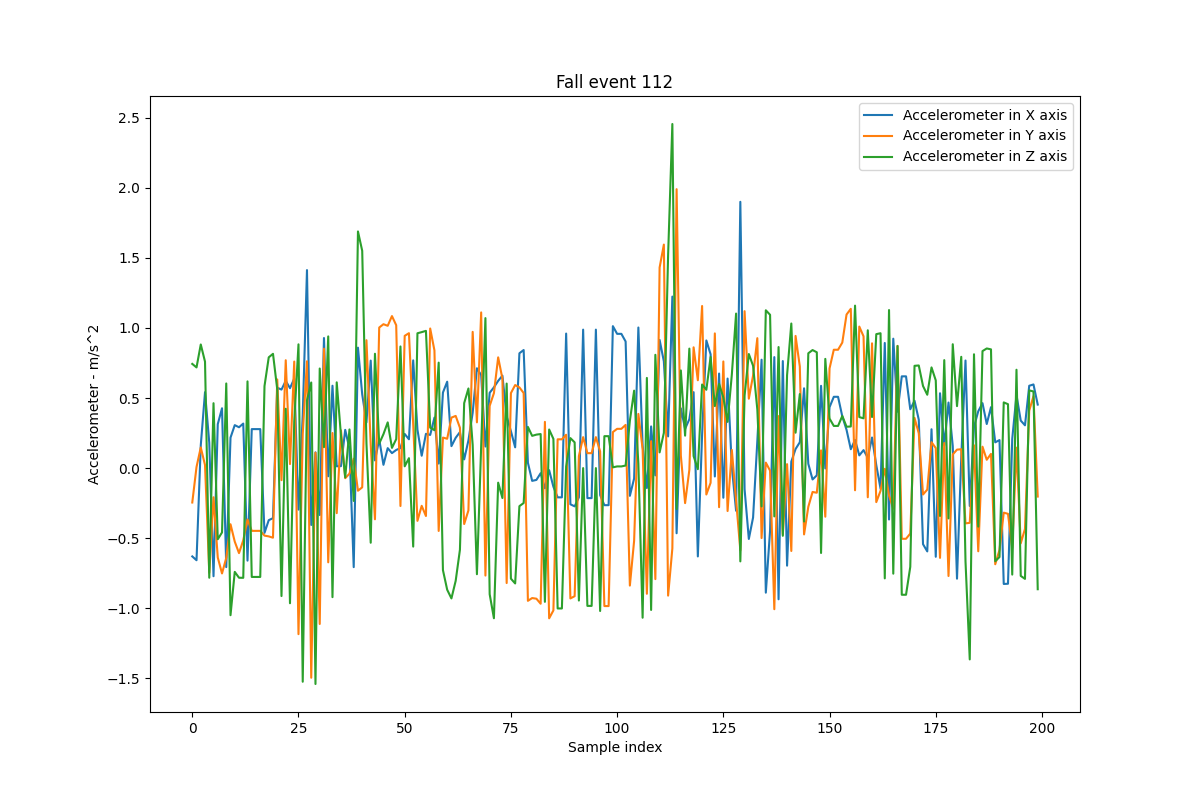 Fall event 112
Accelerometer in X axis
Accelerometer in Y axis
Accelerometer in Z axis
2.5
2.0
1.5
1.0
0.5
0.0
−0.5
−1.0
−1.5
Accelerometer - m/s^2
0 25 50 75 100 125 150 175 200
Sample index